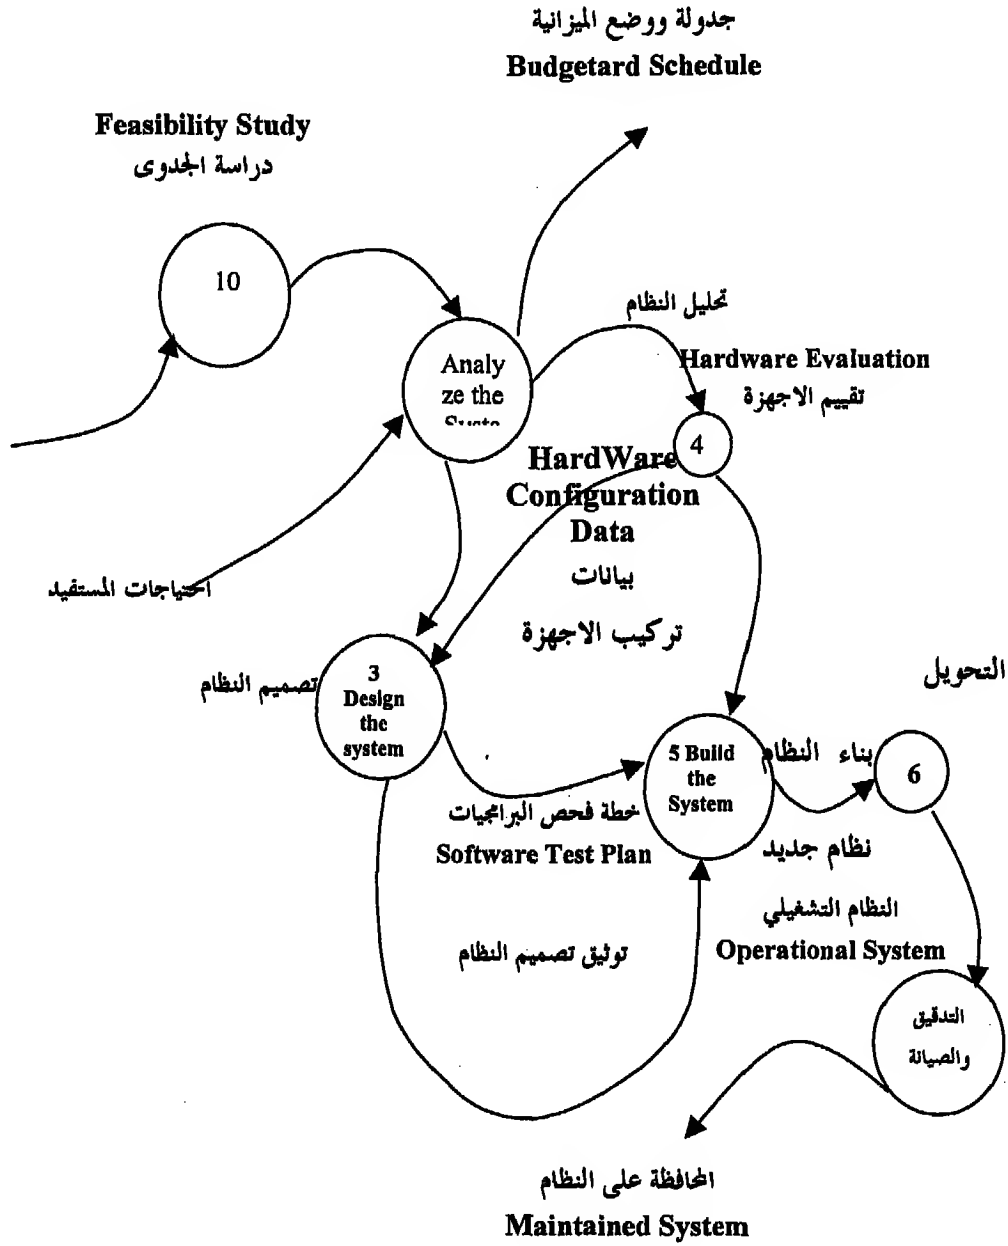 جدولة ووضع الميزانية
Budgetard Schedule
Feasibility Study
دراسة الجدوى
10
تحليل النظام
Analy
ze the
Hardware Evaluation
تقييم الاجهزة
4
HardWare
Configuration
Data
بيانات
تركيب الاجهزة
احتياجات المستفيد
تصميم النظام
3
Design
the
system
التحويل
5 Build
the
System
بناء النظام
6
خطة فحص البرامجيات
Software Test Plan
نظام جديد
النظام التشغيلي
Operational System
توثيق تصميم النظام
التدقيق
والصيانة
المحافظة على النظام
Maintained System